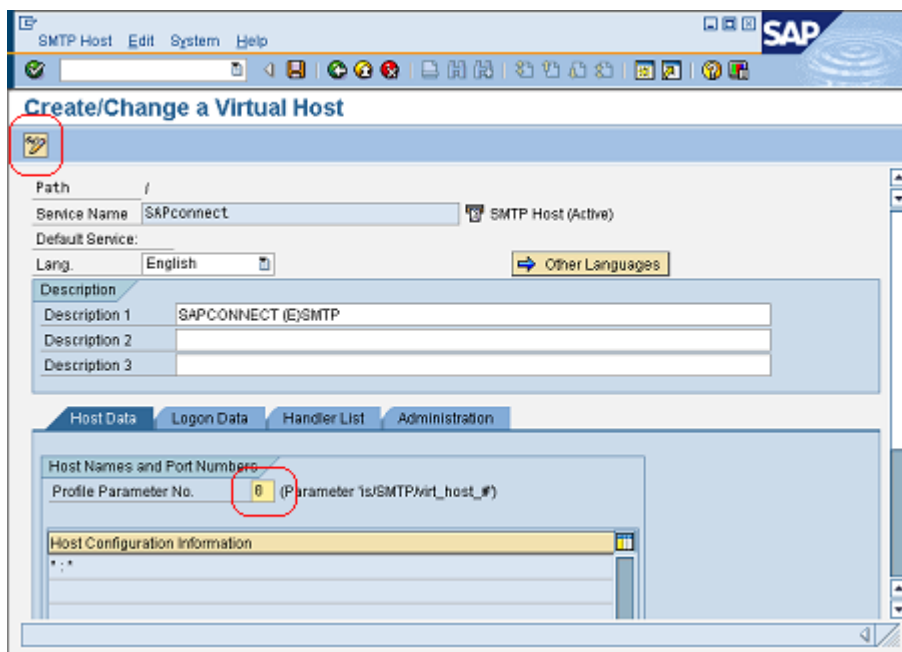 SMTP Host Edit System Help
SAP
Create/Change a Virtual Host
Path /
Service Name SAPconnect SMTP Host (Active)
Default Service:
Lang. English Other Languages
Description
Description 1 SAPCONNECT (E)SMTP
Description 2
Description 3
Host Data Logon Data Handler List Administration
Host Names and Port Numbers
Profile Parameter No. 0 (Parameter 'is/SMTP/virt_host_#')
Host Configuration Information
* : *